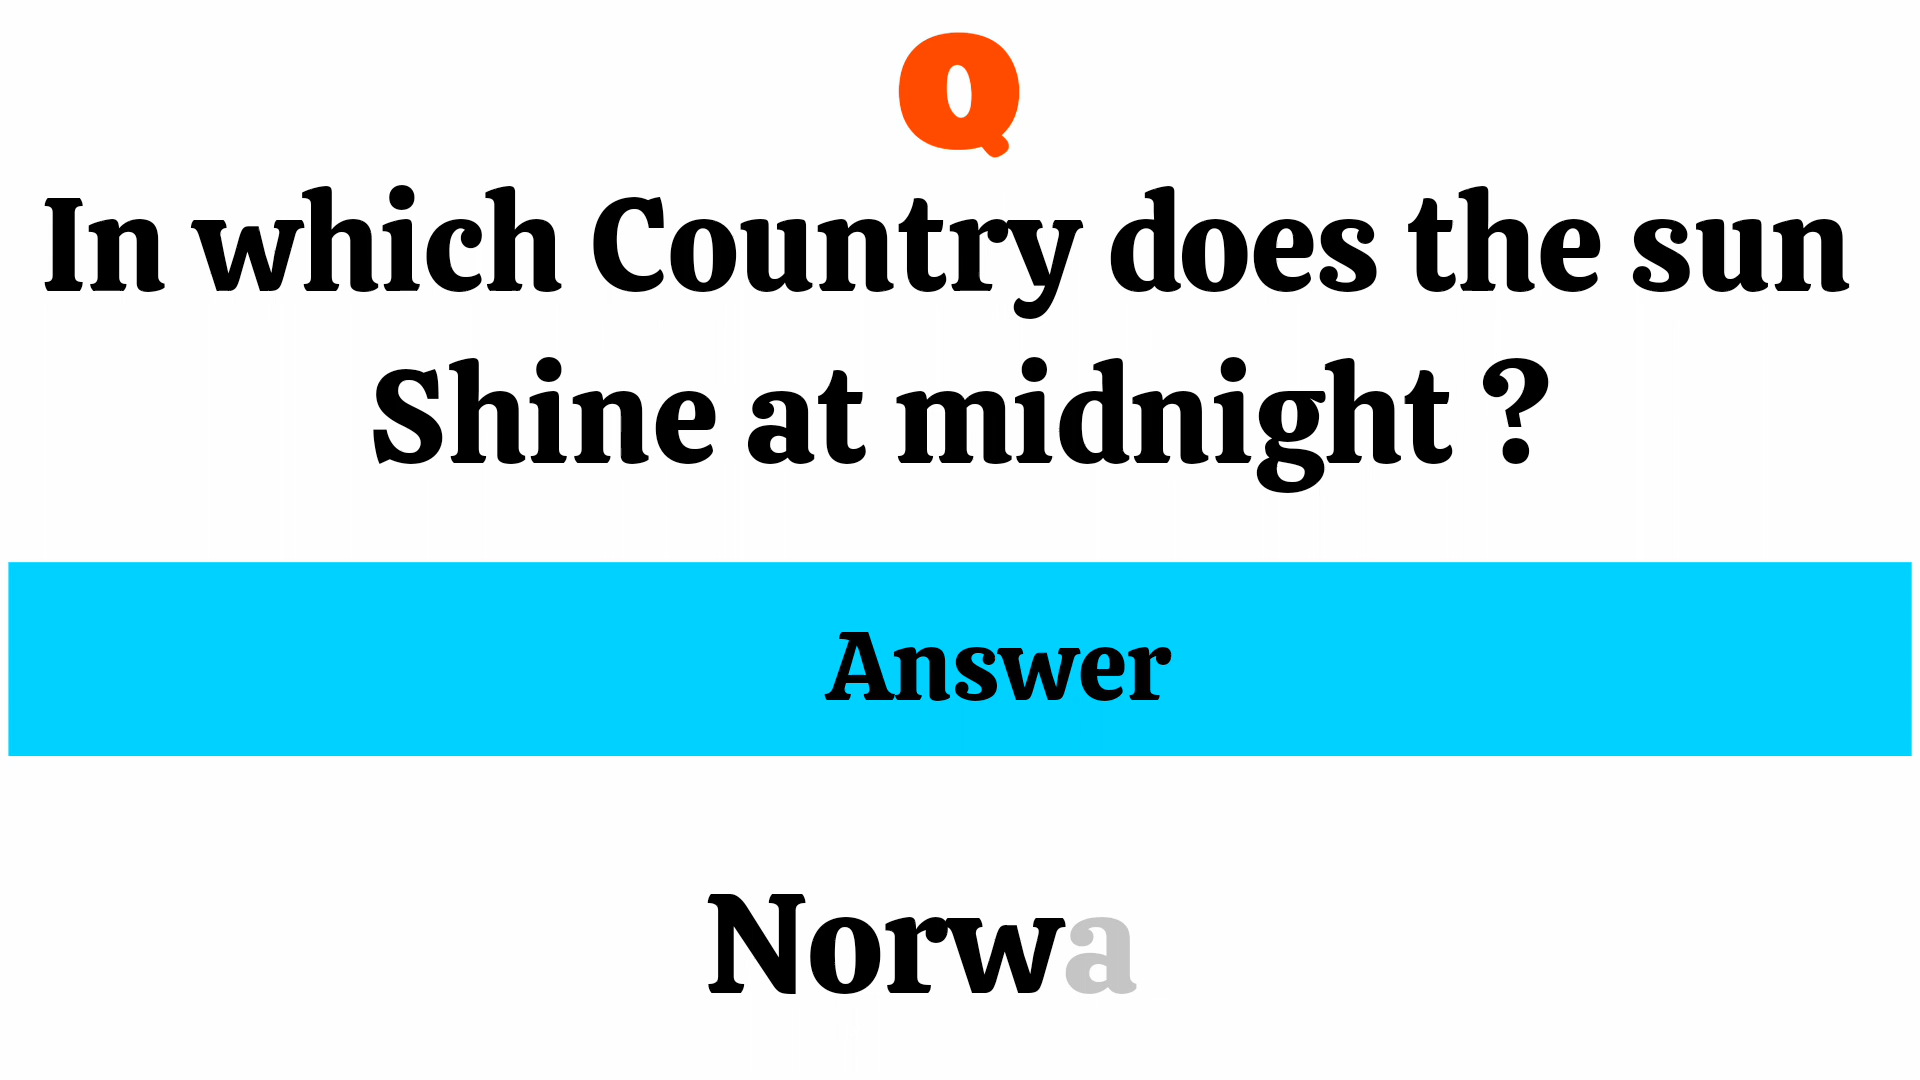 Q
In which Country does the sun
Shine at midnight ?
Answer
Norwa